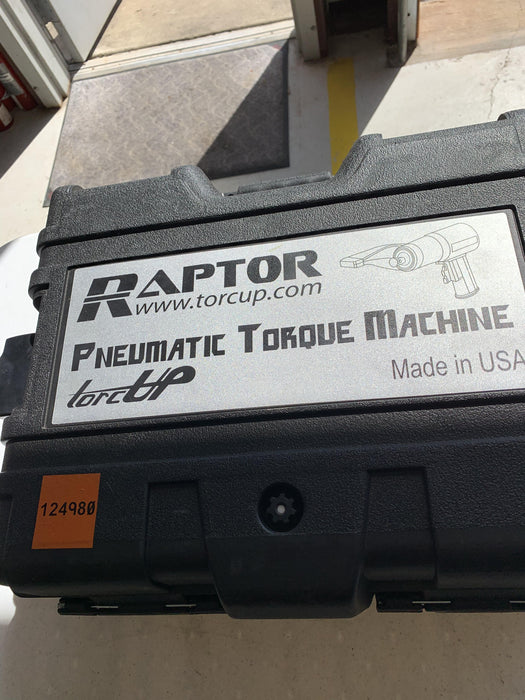 RAPTOR
www.torcup.com
PNEUMATIC TORQUE MACHINE
torcUP
Made in USA
124980